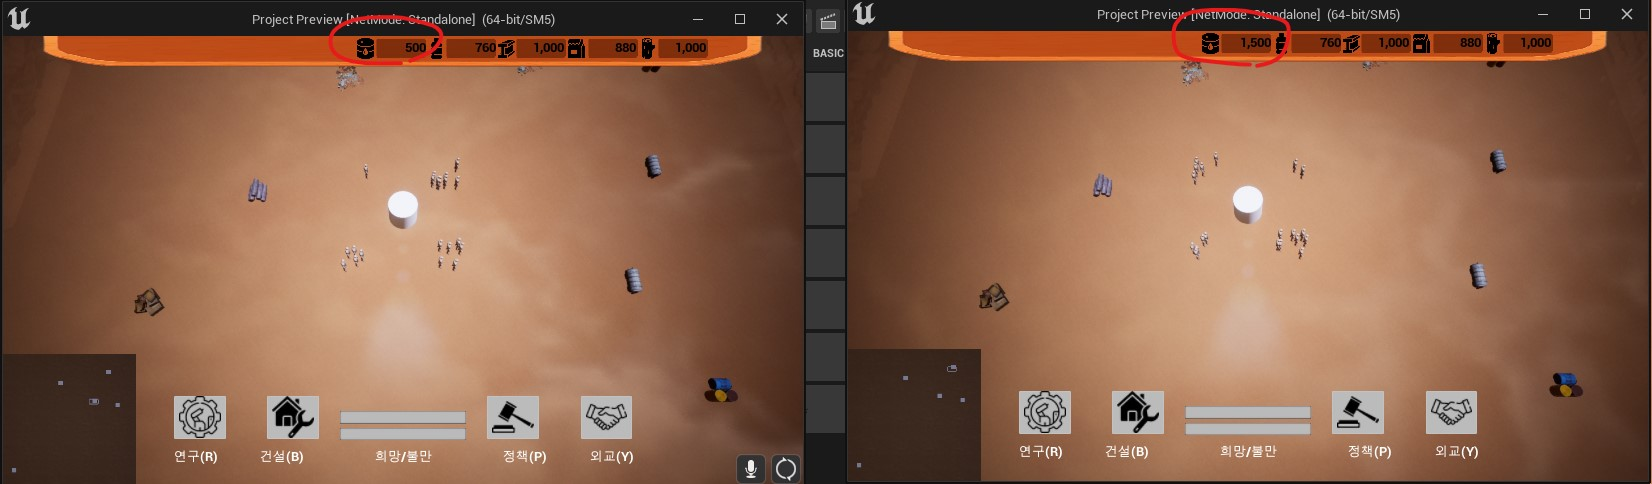 Project Preview [NetMode: Standalone] (64-bit/SM5)
500 760 1,000 880 1,000
연구(R) 건설(B) 희망/불만 정책(P) 외교(Y)
BASIC
Project Preview [NetMode: Standalone] (64-bit/SM5)
1,500 760 1,000 880 1,000
연구(R) 건설(B) 희망/불만 정책(P) 외교(Y)